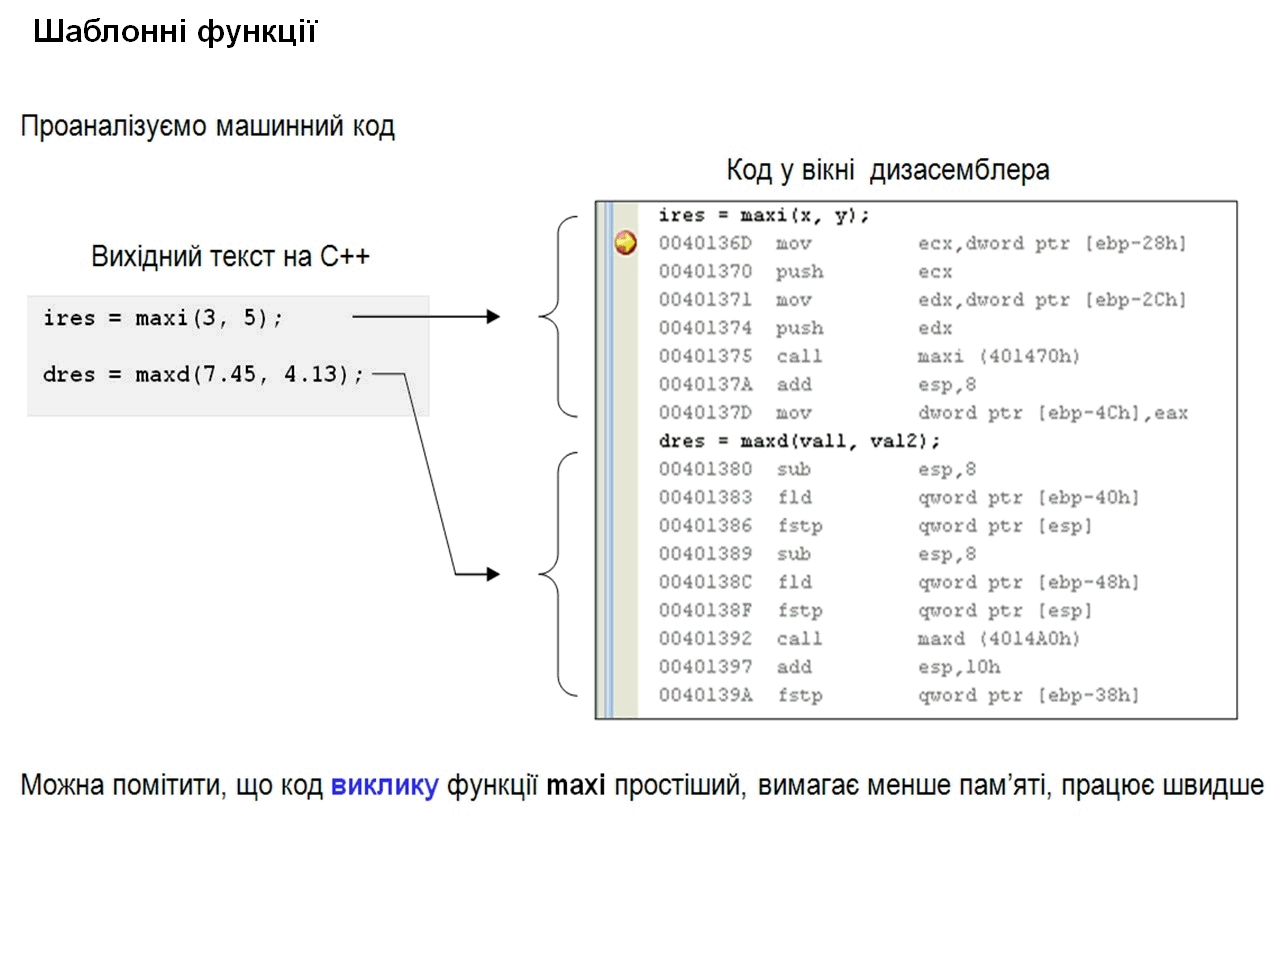 Шаблонні функції
Проаналізуємо машинний код
Код у вікні дизасемблера
Вихідний текст на C++
ires = maxi(3, 5);
dres = maxd(7.45, 4.13);
ires = maxi(x, y);
0040136D mov ecx,dword ptr [ebp-28h]
00401370 push ecx
00401371 mov edx,dword ptr [ebp-2Ch]
00401374 push edx
00401375 call maxi (401470h)
0040137A add esp,8
0040137D mov dword ptr [ebp-4Ch],eax
dres = maxd(val1, val2);
00401380 sub esp,8
00401383 fld qword ptr [ebp-40h]
00401386 fstp qword ptr [esp]
00401389 sub esp,8
0040138C fld qword ptr [ebp-48h]
0040138F fstp qword ptr [esp]
00401392 call maxd (4014A0h)
00401397 add esp,10h
0040139A fstp qword ptr [ebp-38h]
Можна помітити, що код виклику функції maxi простіший, вимагає менше пам’яті, працює швидше